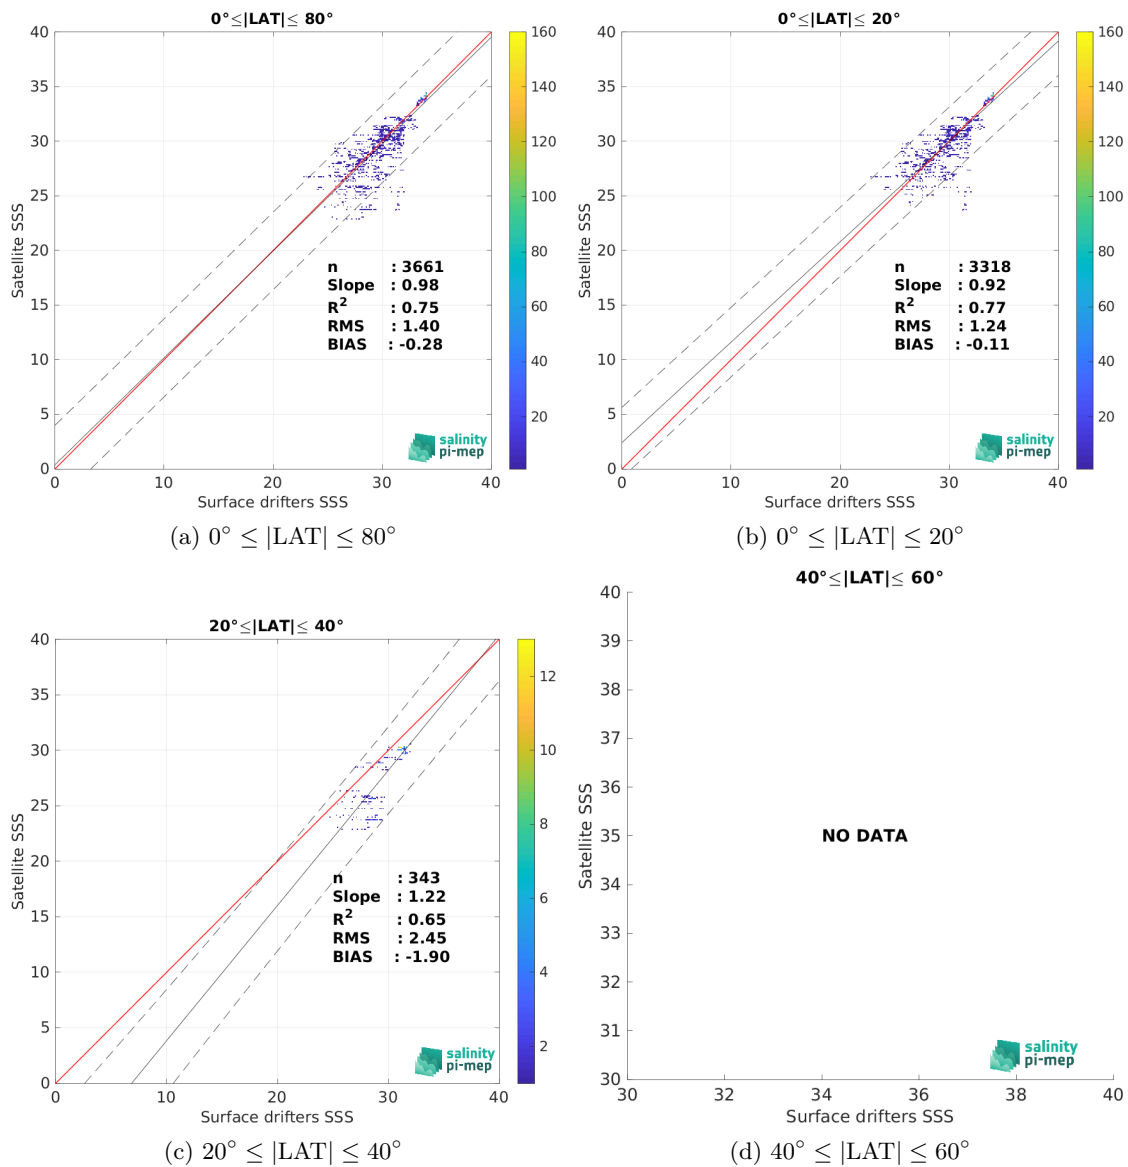 0°≤|LAT|≤ 80°
40
35
30
25
20
15
10
5
0
Satellite SSS
n : 3661
Slope : 0.98
R² : 0.75
RMS : 1.40
BIAS : -0.28
salinity
pi-mep
0 10 20 30 40
Surface drifters SSS
160
140
120
100
80
60
40
20
(a) 0° ≤ |LAT| ≤ 80°
0°≤|LAT|≤ 20°
40
35
30
25
20
15
10
5
0
Satellite SSS
n : 3318
Slope : 0.92
R² : 0.77
RMS : 1.24
BIAS : -0.11
salinity
pi-mep
0 10 20 30 40
Surface drifters SSS
160
140
120
100
80
60
40
20
(b) 0° ≤ |LAT| ≤ 20°
20°≤|LAT|≤ 40°
40
35
30
25
20
15
10
5
0
Satellite SSS
n : 343
Slope : 1.22
R² : 0.65
RMS : 2.45
BIAS : -1.90
salinity
pi-mep
0 10 20 30 40
Surface drifters SSS
12
10
8
6
4
2
(c) 20° ≤ |LAT| ≤ 40°
40°≤|LAT|≤ 60°
40
39
38
37
36
35
34
33
32
31
30
Satellite SSS
NO DATA
salinity
pi-mep
30 32 34 36 38 40
Surface drifters SSS
(d) 40° ≤ |LAT| ≤ 60°